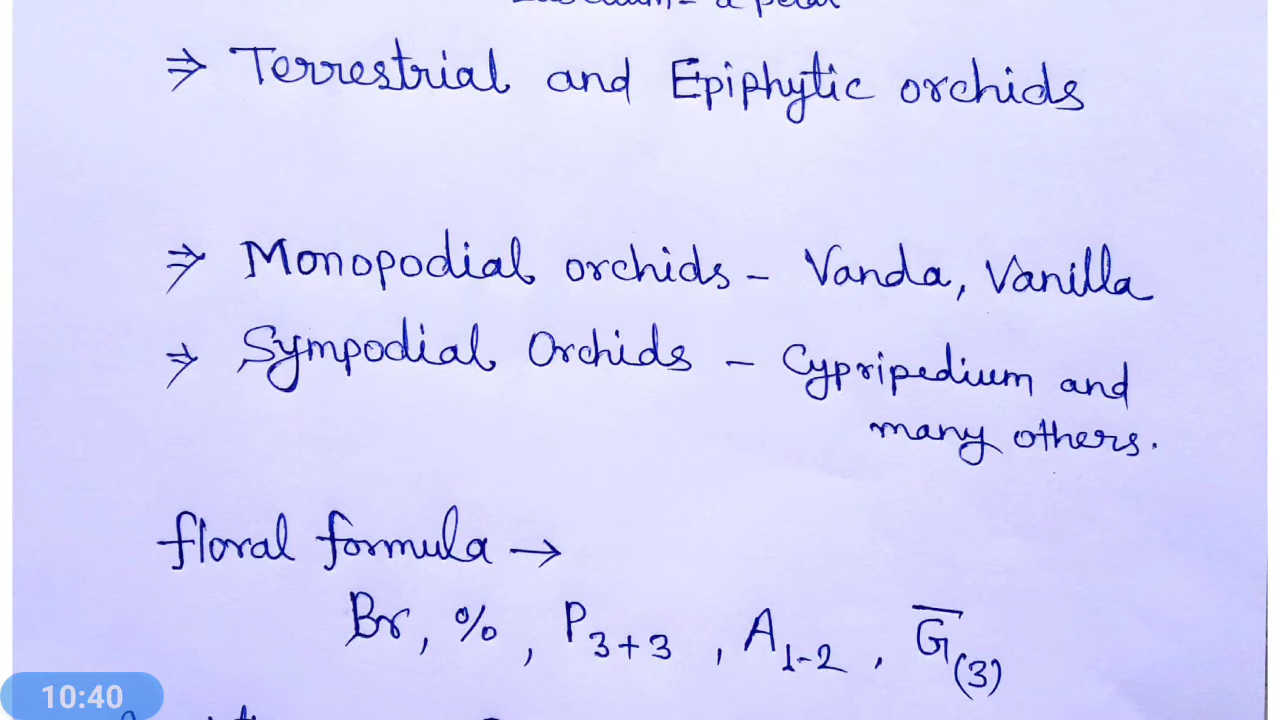 ⇒ Terrestrial and Epiphytic orchids
⇒ Monopodial orchids - Vanda, Vanilla
⇒ Sympodial Orchids - Cypripedium and
many others.
floral formula →
Br, %, P3+3, A1-2, G̅(3)
10:40